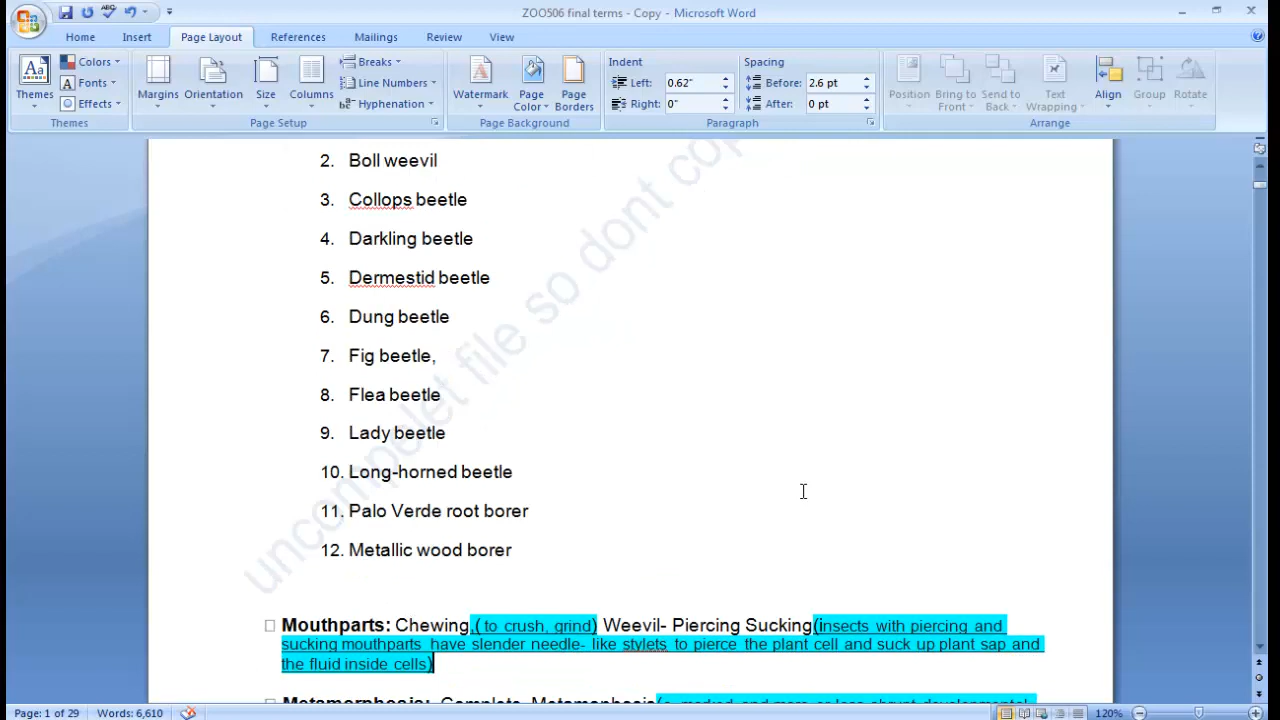 ZOO506 final terms - Copy - Microsoft Word
Home Insert Page Layout References Mailings Review View
Themes Colors Fonts Effects Themes
Margins Orientation Size Columns Breaks Line Numbers Hyphenation Page Setup
Watermark Page Color Page Borders Page Background
Indent Left: 0.62" Right: 0" Spacing Before: 2.6 pt After: 0 pt Paragraph
Position Bring to Front Send to Back Text Wrapping Align Group Rotate Arrange
2. Boll weevil
3. Collops beetle
4. Darkling beetle
5. Dermestid beetle
6. Dung beetle
7. Fig beetle,
8. Flea beetle
9. Lady beetle
10. Long-horned beetle
11. Palo Verde root borer
12. Metallic wood borer
uncompelet file so dont cop
Mouthparts: Chewing,( to crush, grind) Weevil- Piercing Sucking(insects with piercing and
sucking mouthparts have slender needle- like stylets to pierce the plant cell and suck up plant sap and
the fluid inside cells)
Page: 1 of 29 Words: 6,610 120%